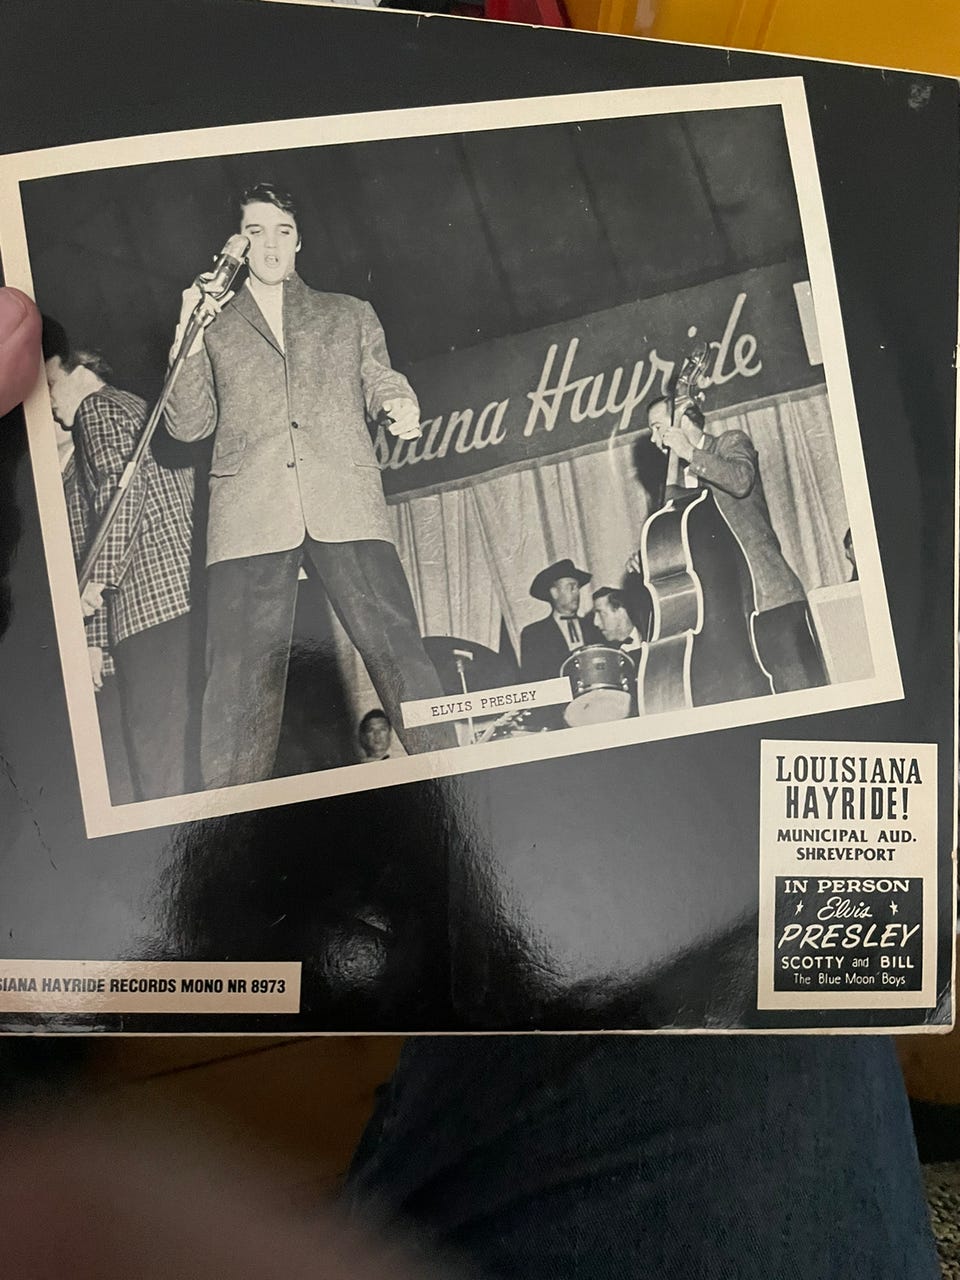 siana Hayride
ELVIS PRESLEY
LOUISIANA
HAYRIDE!
MUNICIPAL AUD.
SHREVEPORT
IN PERSON
Elvis
PRESLEY
SCOTTY and BILL
The Blue Moon Boys
SIANA HAYRIDE RECORDS MONO NR 8973